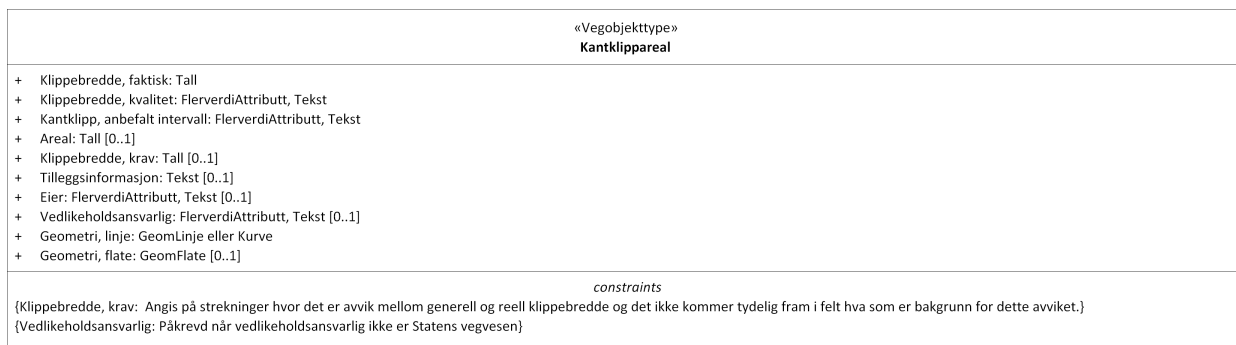 «Vegobjekttype»
Kantklippareal
+ Klippebredde, faktisk: Tall
+ Klippebredde, kvalitet: FlerverdiAttributt, Tekst
+ Kantklipp, anbefalt intervall: FlerverdiAttributt, Tekst
+ Areal: Tall [0..1]
+ Klippebredde, krav: Tall [0..1]
+ Tilleggsinformasjon: Tekst [0..1]
+ Eier: FlerverdiAttributt, Tekst [0..1]
+ Vedlikeholdsansvarlig: FlerverdiAttributt, Tekst [0..1]
+ Geometri, linje: GeomLinje eller Kurve
+ Geometri, flate: GeomFlate [0..1]
constraints
{Klippebredde, krav:  Angis på strekninger hvor det er avvik mellom generell og reell klippebredde og det ikke kommer tydelig fram i felt hva som er bakgrunn for dette avviket.}
{Vedlikeholdsansvarlig: Påkrevd når vedlikeholdsansvarlig ikke er Statens vegvesen}